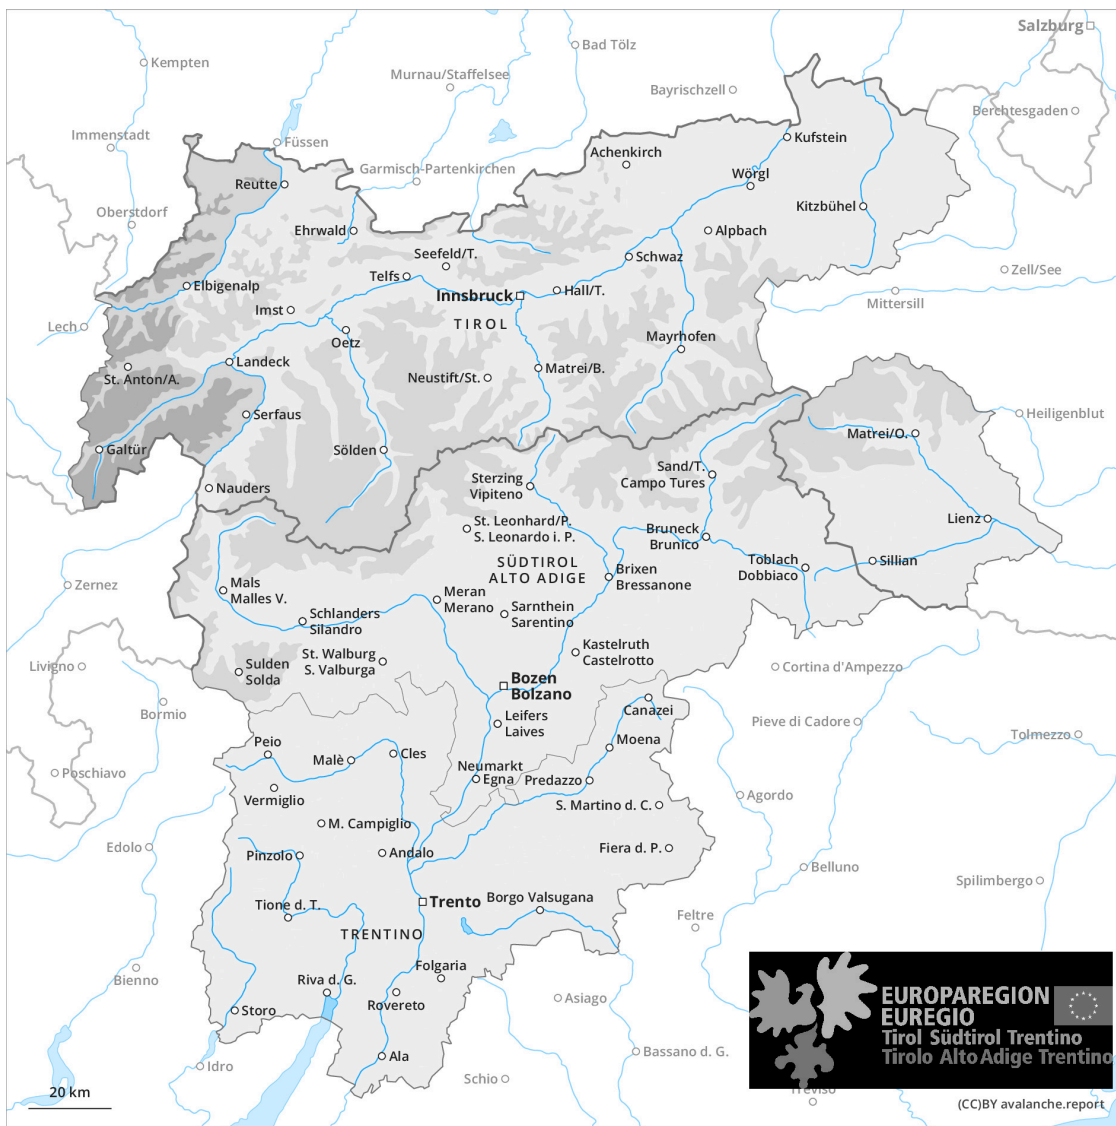 Salzburg
Bad Tölz
Kempten
Murnau/Staffelsee
Bayrischzell
Berchtesgaden
Immenstadt
Füssen
Kufstein
Achenkirch
Garmisch-Partenkirchen
Wörgl
Reutte
Oberstdorf
Kitzbühel
Ehrwald
Alpbach
Seefeld/T.
Schwaz
Telfs
Zell/See
Elbigenalp
Hall/T.
Innsbruck
Mittersill
Imst
Lech
TIROL
Oetz
Mayrhofen
Landeck
Matrei/B.
St. Anton/A.
Neustift/St.
Serfaus
Heiligenblut
Matrei/O.
Galtür
Sölden
Sand/T.
Campo Tures
Sterzing
Vipiteno
Nauders
Lienz
St. Leonhard/P.
S. Leonardo i. P.
Bruneck
Brunico
SÜDTIROL
ALTO ADIGE
Toblach
Dobbiaco
Sillian
Brixen
Bressanone
Zernez
Mals
Malles V.
Meran
Merano
Sarnthein
Sarentino
Schlanders
Silandro
Kastelruth
Castelrotto
St. Walburg
S. Valburga
Livigno
Sulden
Solda
Cortina d'Ampezzo
Bozen
Bolzano
Bormio
Canazei
Leifers
Laives
Pieve di Cadore
Tolmezzo
Peio
Moena
Malè
Cles
Poschiavo
Neumarkt
Egna
Predazzo
Vermiglio
Agordo
S. Martino d. C.
M. Campiglio
Edolo
Pinzolo
Andalo
Fiera d. P.
Belluno
Spilimbergo
Borgo Valsugana
Trento
Tione d. T.
Feltre
TRENTINO
Folgaria
Bienno
Riva d. G.
Rovereto
Asiago
Storo
EUROPAREGION
EUREGIO
Tirol Südtirol Trentino
Tirolo Alto Adige Trentino
Ala
Bassano d. G.
Idro
Schio
Treviso
20 km
(CC)BY avalanche.report